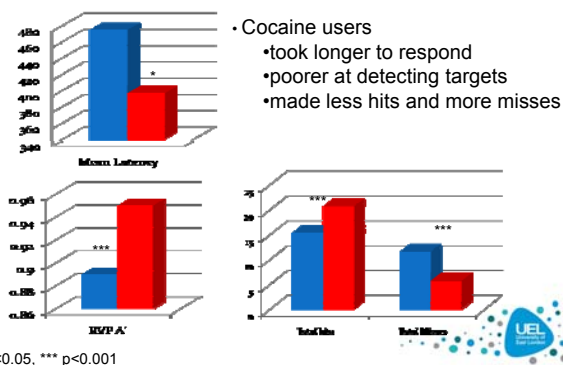 • Cocaine users
•took longer to respond
•poorer at detecting targets
•made less hits and more misses
480
460
440
420
400
380
360
340
*
Mean Latency
0.96
0.94
0.92
0.9
0.88
0.86
***
RVP A'
25
20
15
10
5
0
***
***
Total Hits
Total Misses
UEL
University of
East London
<0.05, *** p<0.001